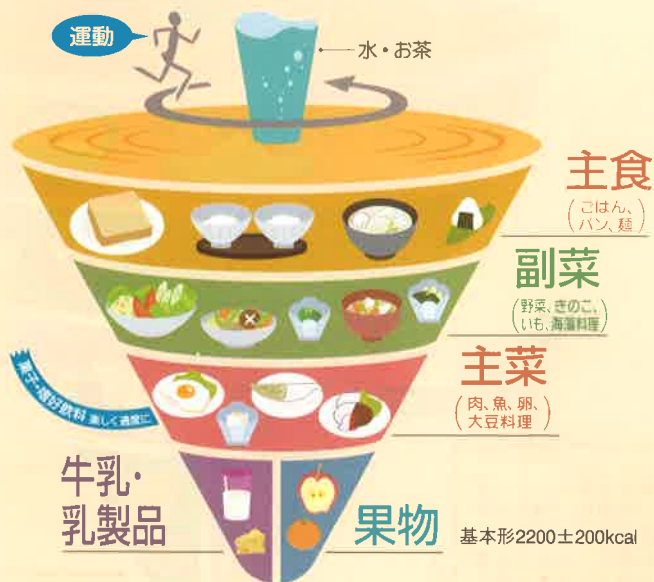 運動
水・お茶
主食
(ごはん、
パン、麺)
副菜
(野菜、きのこ、
いも、海藻料理)
主菜
(肉、魚、卵、
大豆料理)
菓子・嗜好飲料 楽しく適度に
牛乳・
乳製品
果物
基本形2200±200kcal